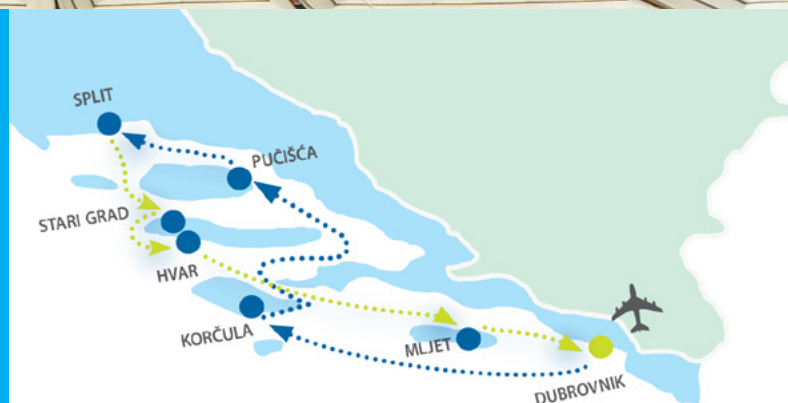 SPLIT
PUČIŠĆA
STARI GRAD
HVAR
KORČULA
MLJET
DUBROVNIK